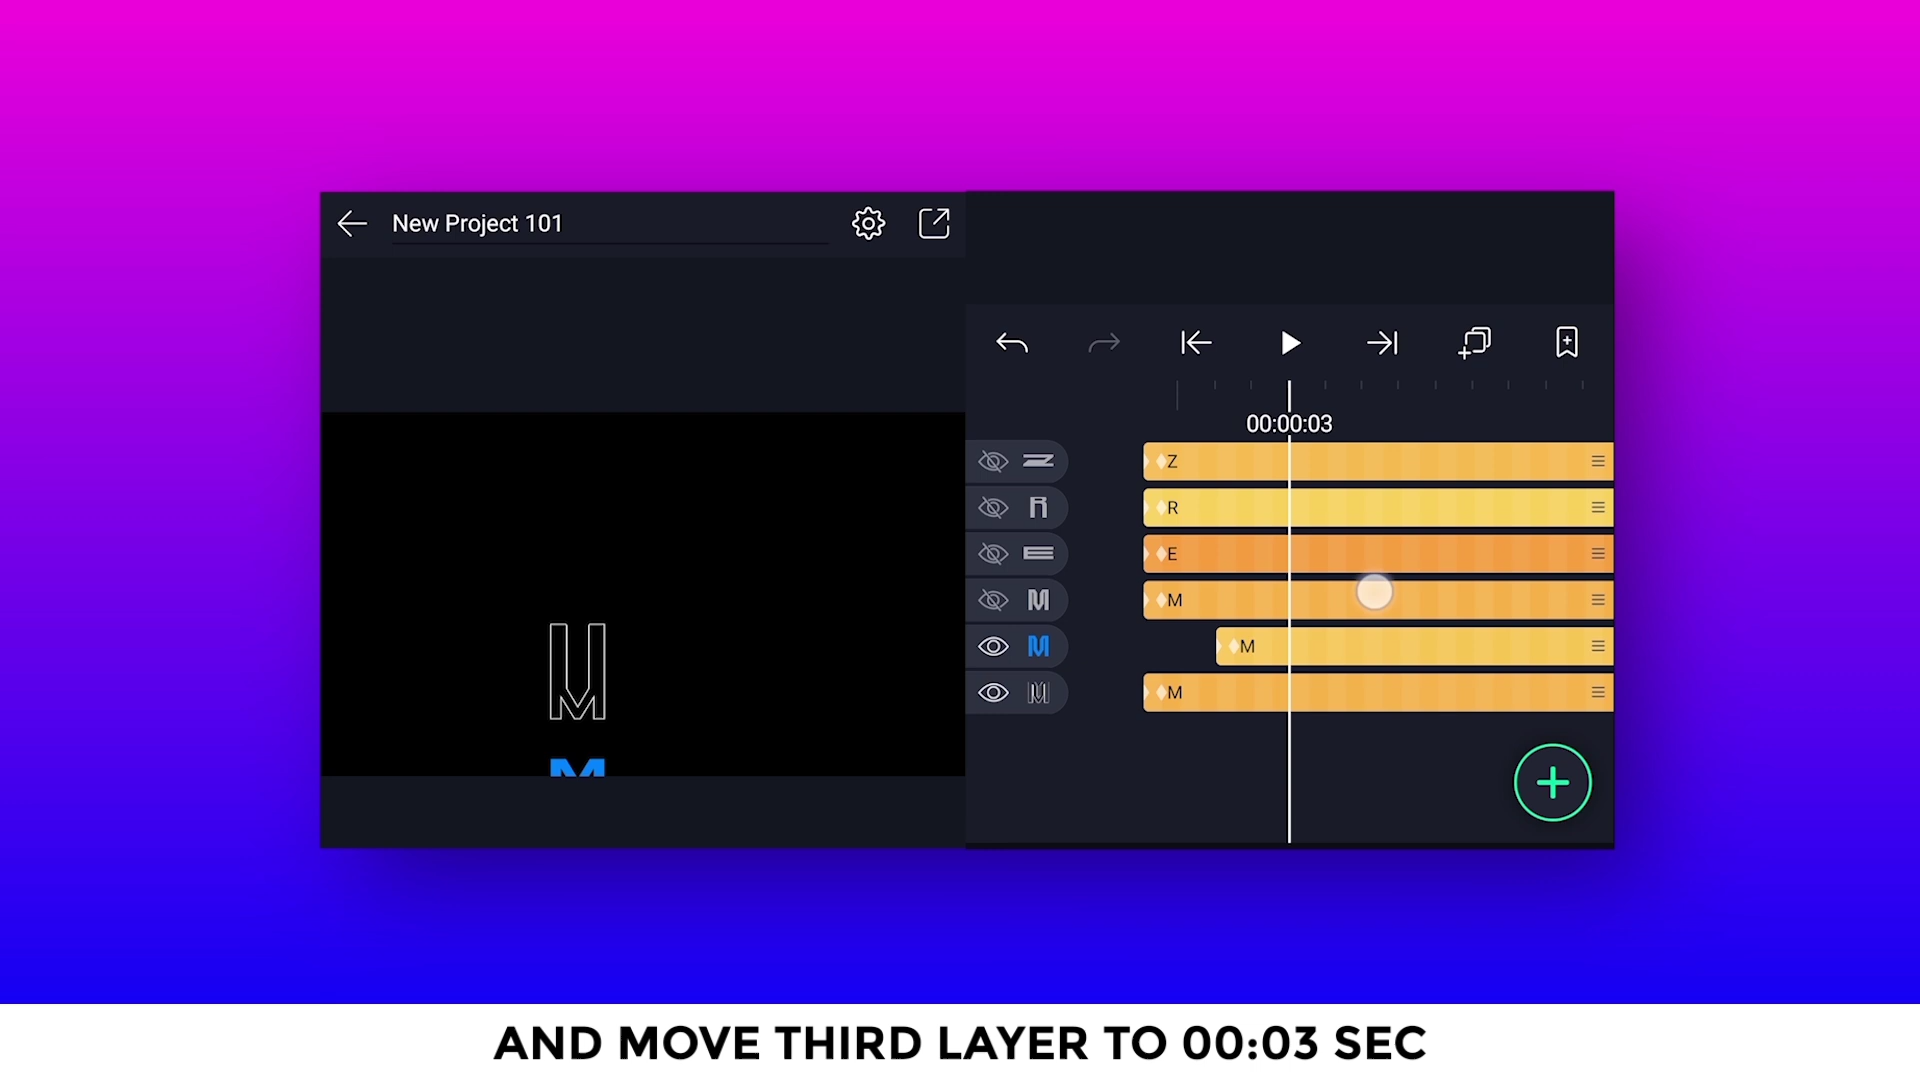 New Project 101
00:00:03
Z
R
E
M
M
M
M
AND MOVE THIRD LAYER TO 00:03 SEC